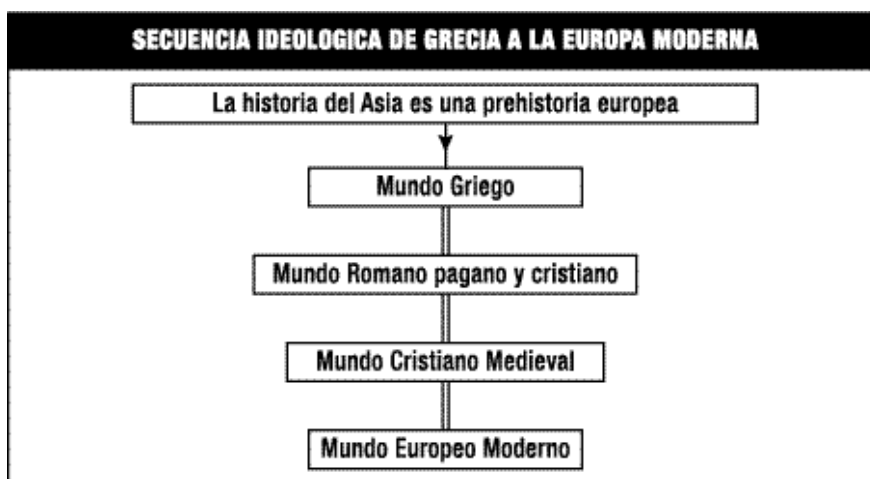 SECUENCIA IDEOLOGICA DE GRECIA A LA EUROPA MODERNA
La historia del Asia es una prehistoria europea
Mundo Griego
Mundo Romano pagano y cristiano
Mundo Cristiano Medieval
Mundo Europeo Moderno